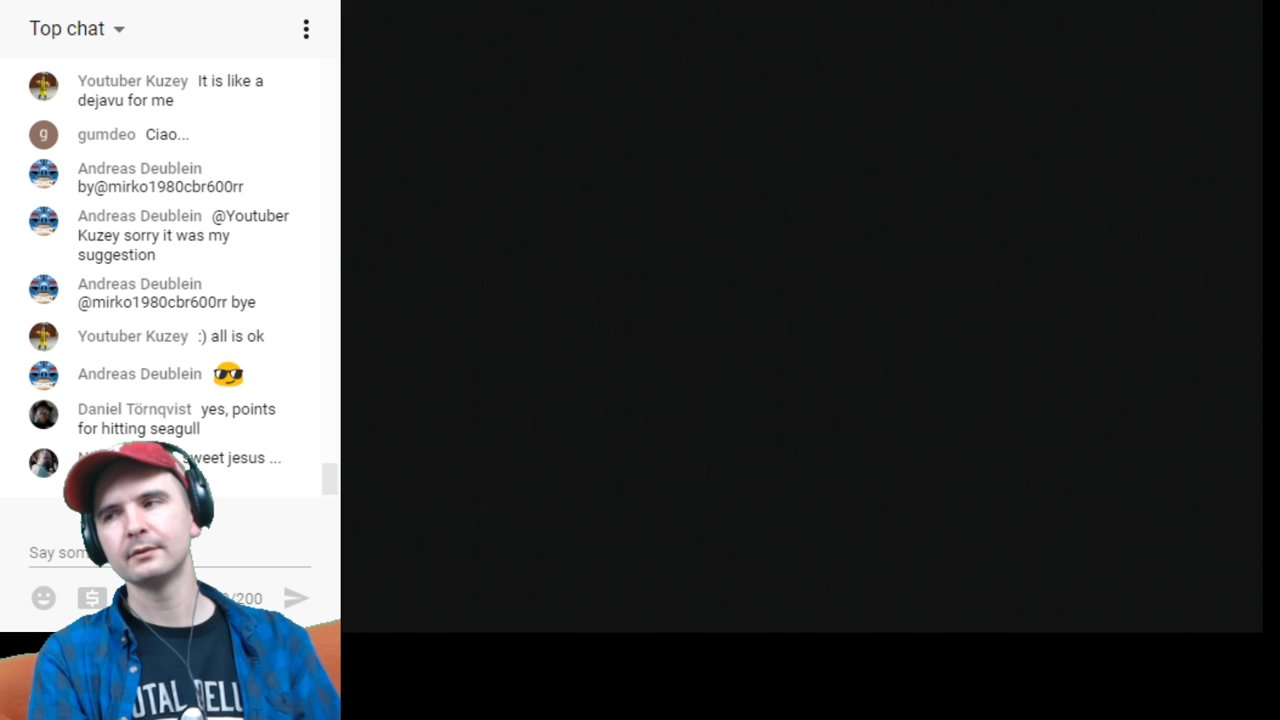 Top chat
Youtuber Kuzey It is like a
dejavu for me
g gumdeo Ciao...
Andreas Deublein
by@mirko1980cbr600rr
Andreas Deublein @Youtuber
Kuzey sorry it was my
suggestion
Andreas Deublein
@mirko1980cbr600rr bye
Youtuber Kuzey :) all is ok
Andreas Deublein 😎
Daniel Törnqvist yes, points
for hitting seagull
sweet jesus ...
Say som
/200